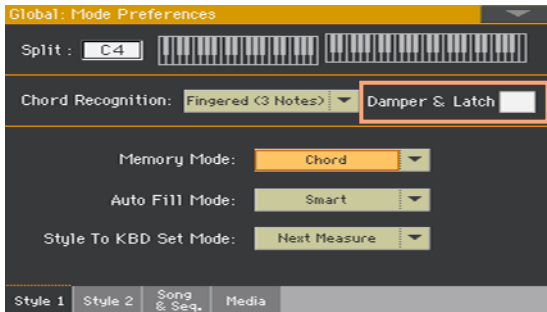 Global: Mode Preferences
Split : C4
Chord Recognition: Fingered (3 Notes) Damper & Latch
Memory Mode: Chord
Auto Fill Mode: Smart
Style To KBD Set Mode: Next Measure
Style 1 Style 2 Song & Seq. Media